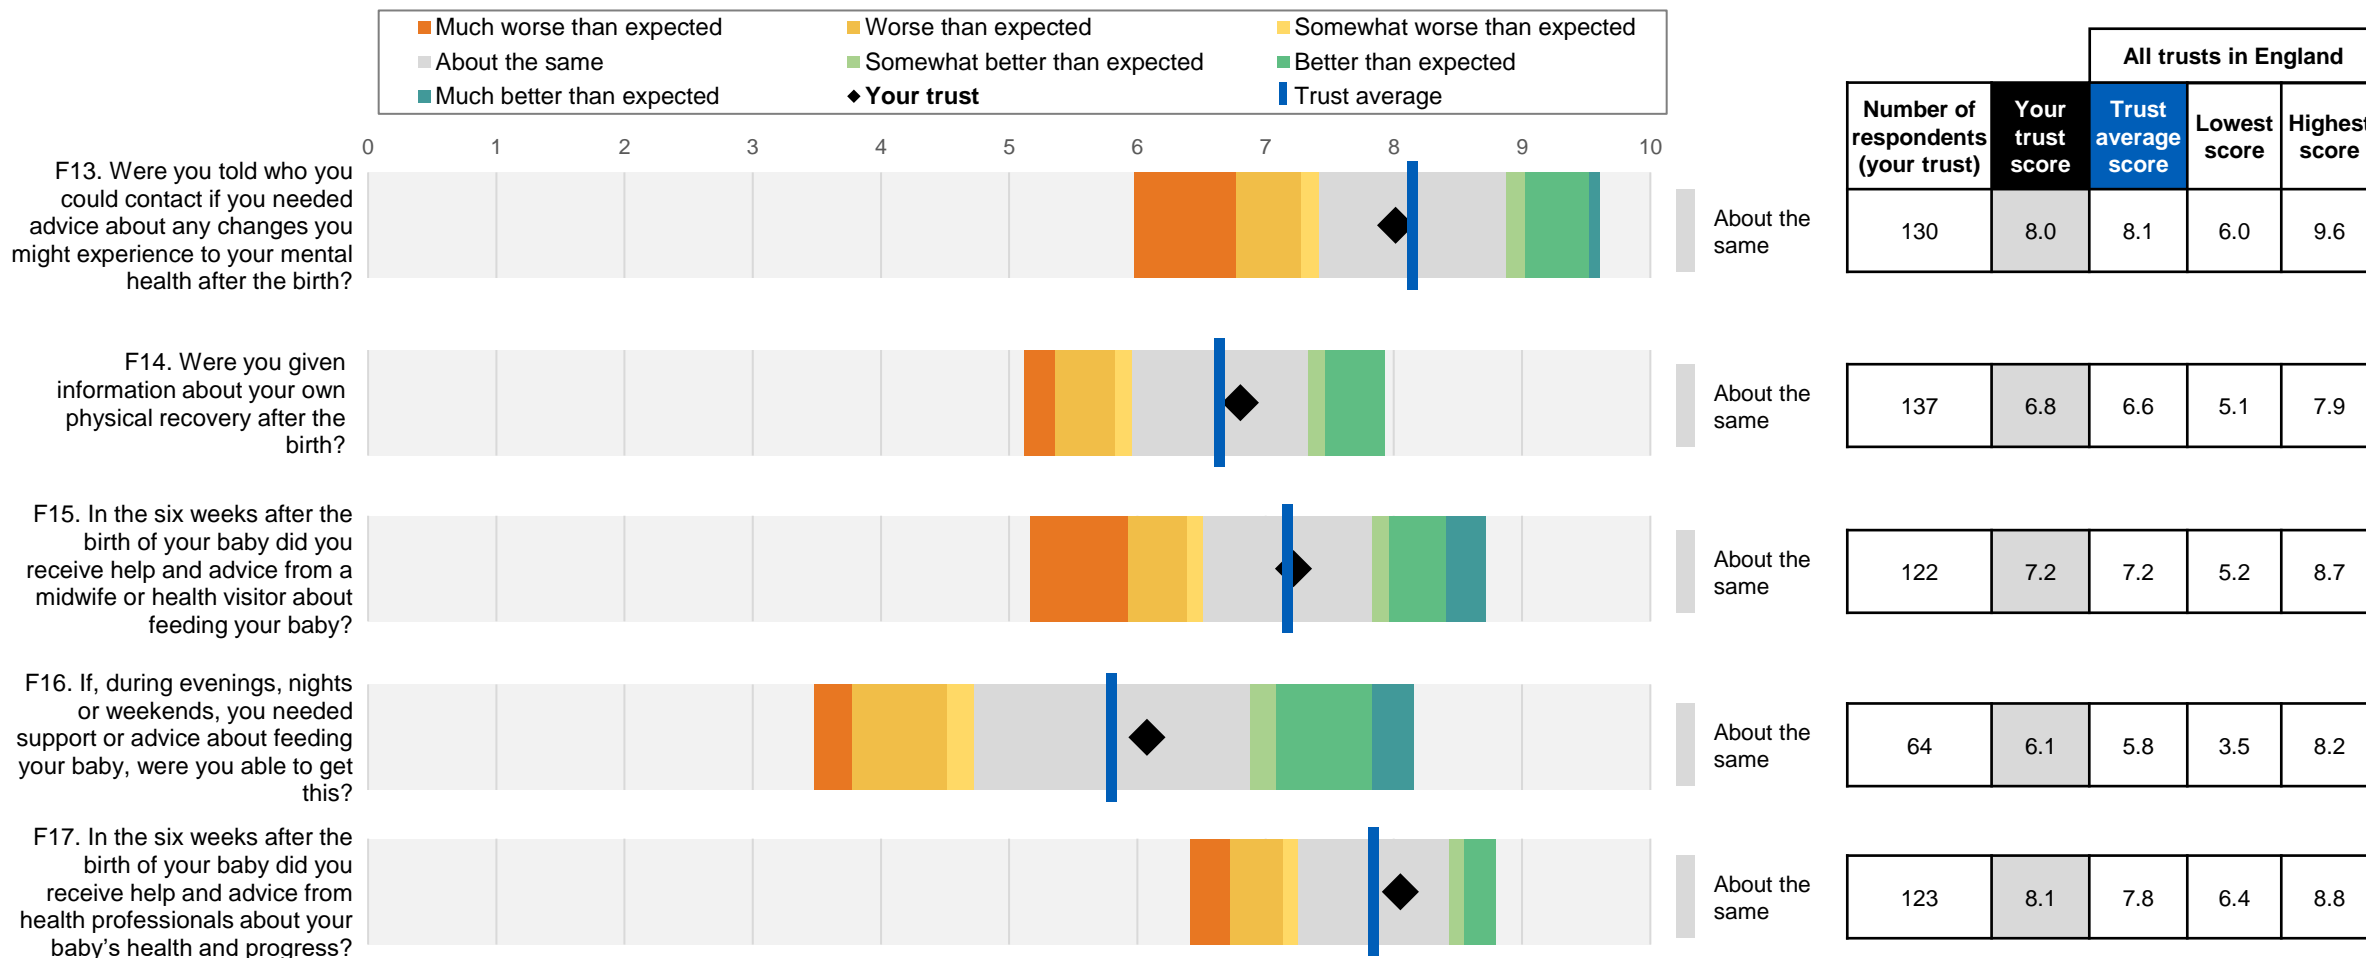 Much worse than expected
Worse than expected
Somewhat worse than expected
About the same
Somewhat better than expected
Better than expected
Much better than expected
Your trust
Trust average
All trusts in England
Number of
respondents
(your trust)
Your
trust
score
Trust
average
score
Lowest
score
Highest
score
0 1 2 3 4 5 6 7 8 9 10
F13. Were you told who you
could contact if you needed
advice about any changes you
might experience to your mental
health after the birth?
About the
same
130 8.0 8.1 6.0 9.6
F14. Were you given
information about your own
physical recovery after the
birth?
About the
same
137 6.8 6.6 5.1 7.9
F15. In the six weeks after the
birth of your baby did you
receive help and advice from a
midwife or health visitor about
feeding your baby?
About the
same
122 7.2 7.2 5.2 8.7
F16. If, during evenings, nights
or weekends, you needed
support or advice about feeding
your baby, were you able to get
this?
About the
same
64 6.1 5.8 3.5 8.2
F17. In the six weeks after the
birth of your baby did you
receive help and advice from
health professionals about your
baby’s health and progress?
About the
same
123 8.1 7.8 6.4 8.8